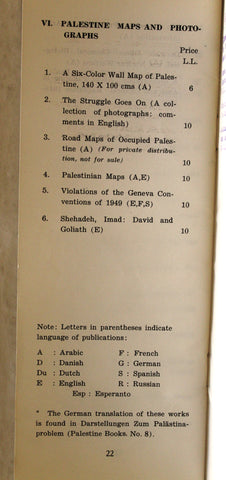 VI. PALESTINE MAPS AND PHOTO-
GRAPHS
Price
L.L.
1. A Six-Color Wall Map of Pales-
tine, 140 X 100 cms (A) 6
2. The Struggle Goes On (A col-
lection of photographs: com-
ments in English) 10
3. Road Maps of Occupied Pales-
tine (A) (For private distribu-
tion, not for sale) 10
4. Palestinian Maps (A,E) 10
5. Violations of the Geneva Con-
ventions of 1949 (E,F,S) 10
6. Shehadeh, Imad: David and
Goliath (E) 10
Note: Letters in parentheses indicate
language of publications:
A : Arabic F : French
D : Danish G : German
Du : Dutch S : Spanish
E : English R : Russian
Esp : Esperanto
* The German translation of these works
is found in Darstellungen Zum Palästina-
problem (Palestine Books. No. 8).
22